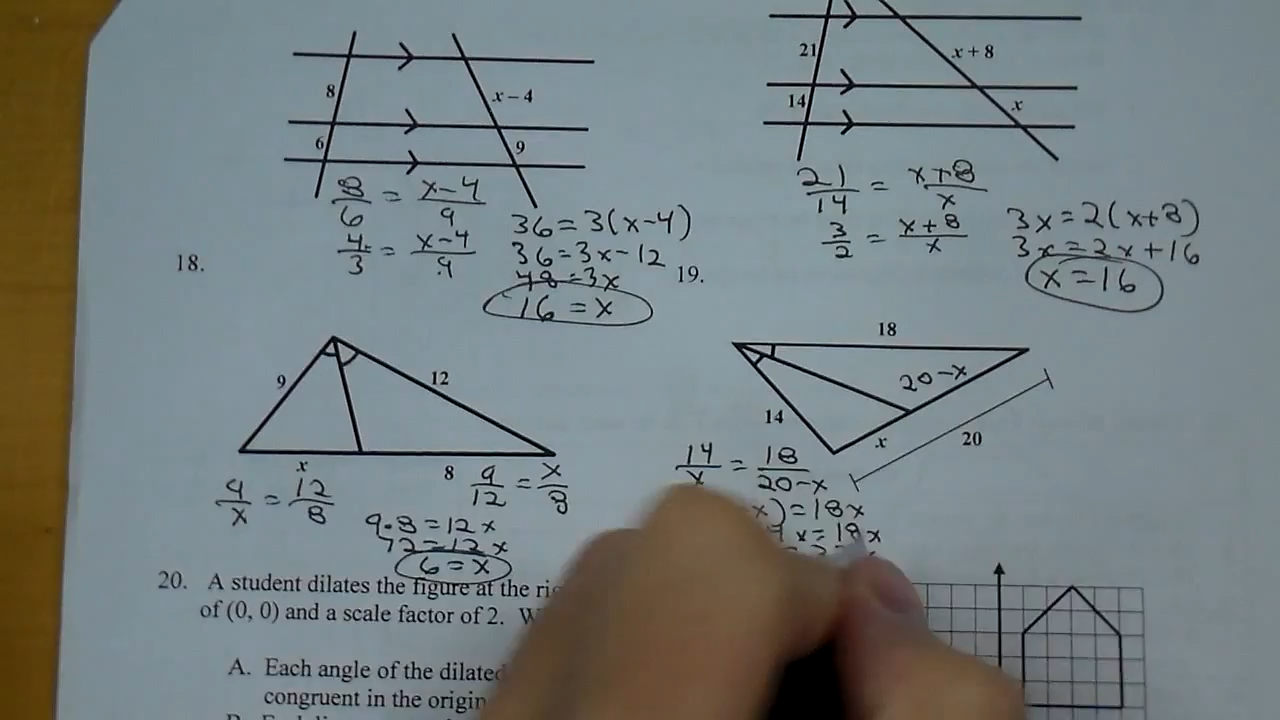 8
x – 4
6
9
8/6 = x-4/9
4/3 = x-4/9
36=3(x-4)
36=3x-12
48=3x
16=x
21
x + 8
14
x
21/14 = x+8/x
3/2 = x+8/x
3x=2(x+8)
3x=2x+16
x=16
18.
9
12
x
8
9/x = 12/8
9/12 = x/8
9·8=12x
72=12x
6=x
19.
18
20-x
14
x
20
14/x = 18/20-x
x)=18x
x=18x
20. A student dilates the figure at the
of (0, 0) and a scale factor of 2.
A. Each angle of the dilated
congruent in the